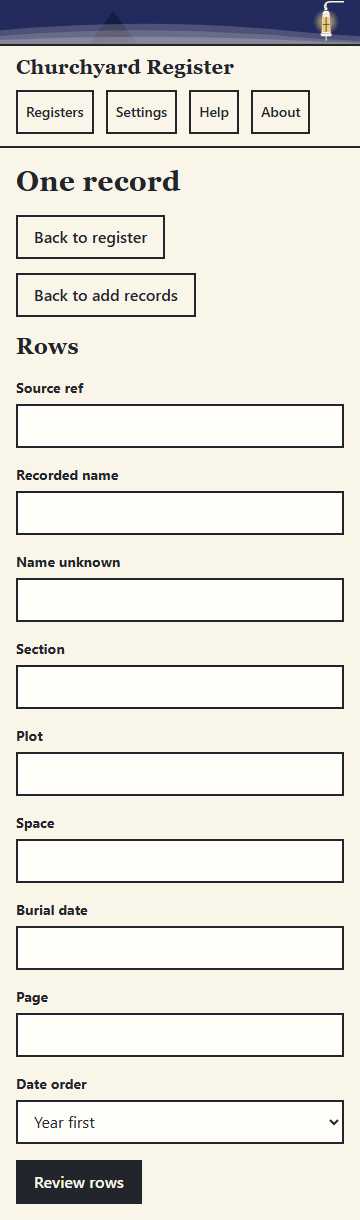 Churchyard Register
Registers Settings Help About
One record
Back to register
Back to add records
Rows
Source ref
Recorded name
Name unknown
Section
Plot
Space
Burial date
Page
Date order
Year first
Review rows